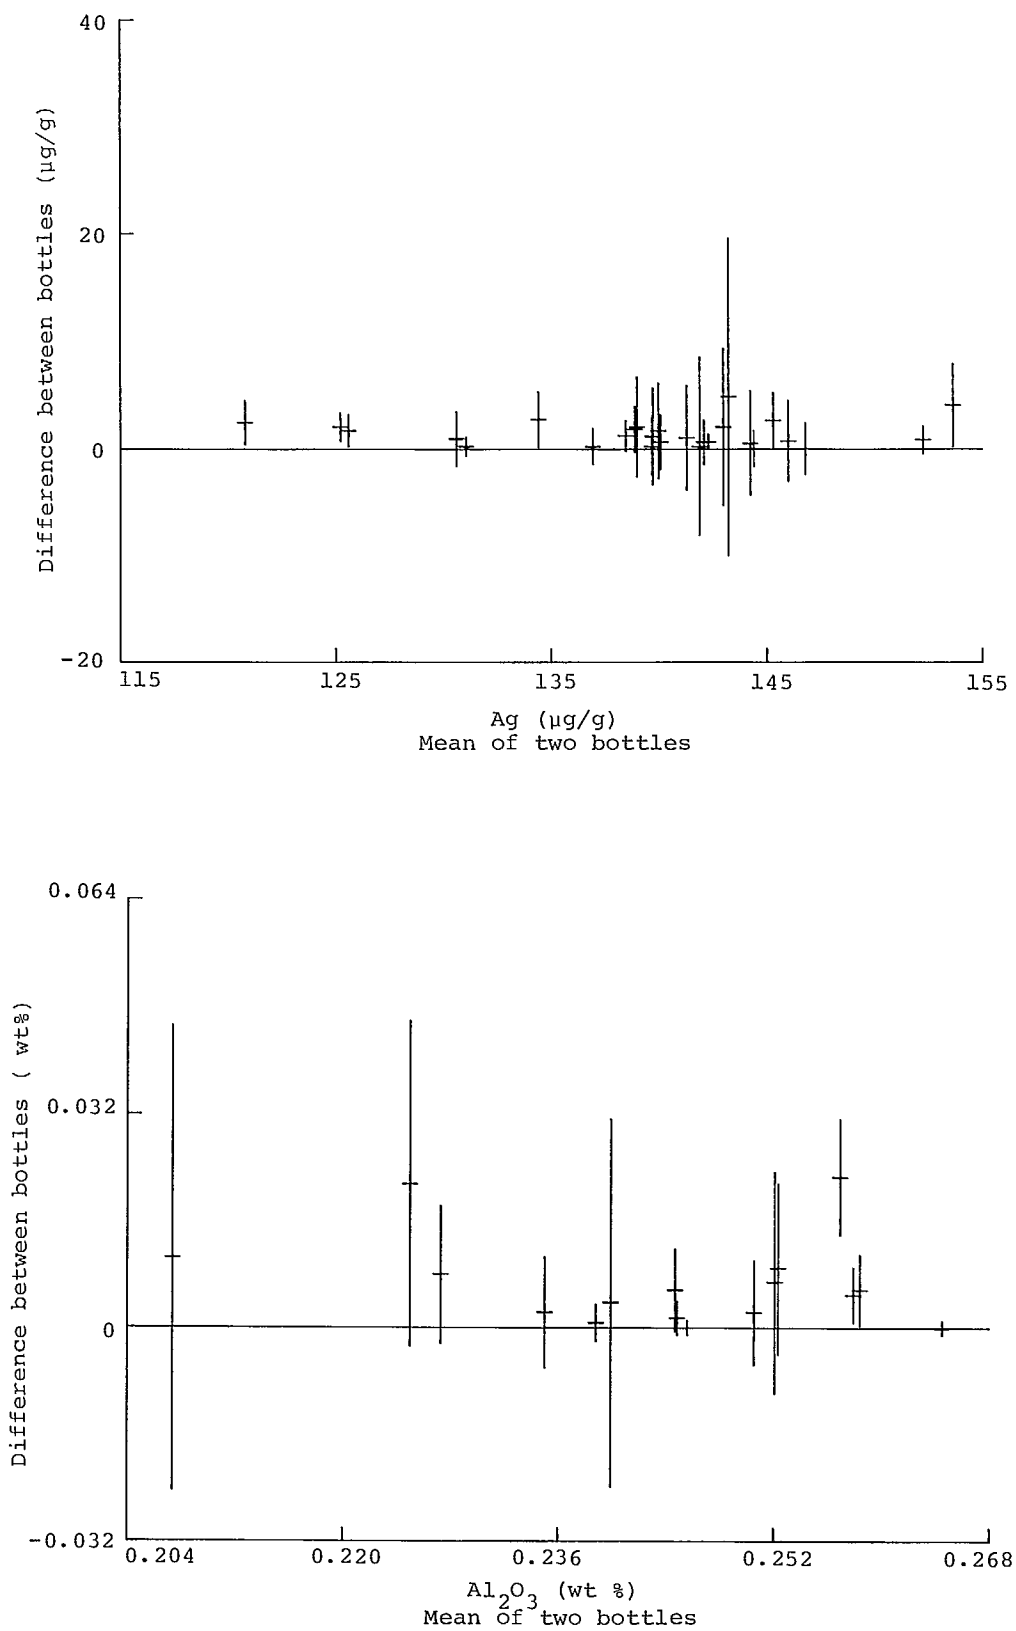 40
20
0
-20
Difference between bottles (µg/g)
115 125 135 145 155
Ag (µg/g)
Mean of two bottles
0.064
0.032
0
-0.032
Difference between bottles ( wt%)
0.204 0.220 0.236 0.252 0.268
Al2O3 (wt %)
Mean of two bottles